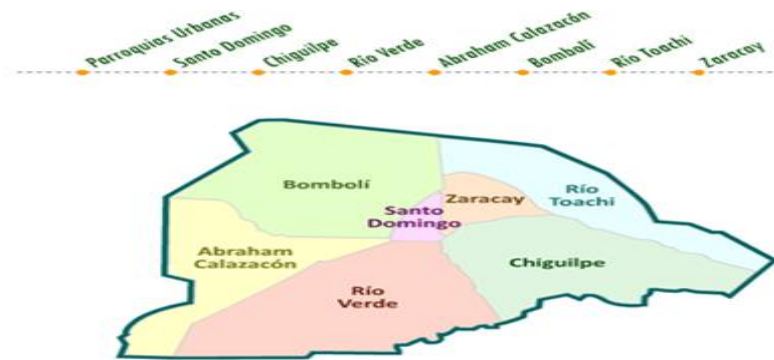 Parroquias Urbanas
Santo Domingo
Chiguilpe
Río Verde
Abraham Calazacón
Bombolí
Río Toachi
Zaracay
Bombolí
Zaracay
Río
Toachi
Santo
Domingo
Abraham
Calazacón
Chiguilpe
Río
Verde